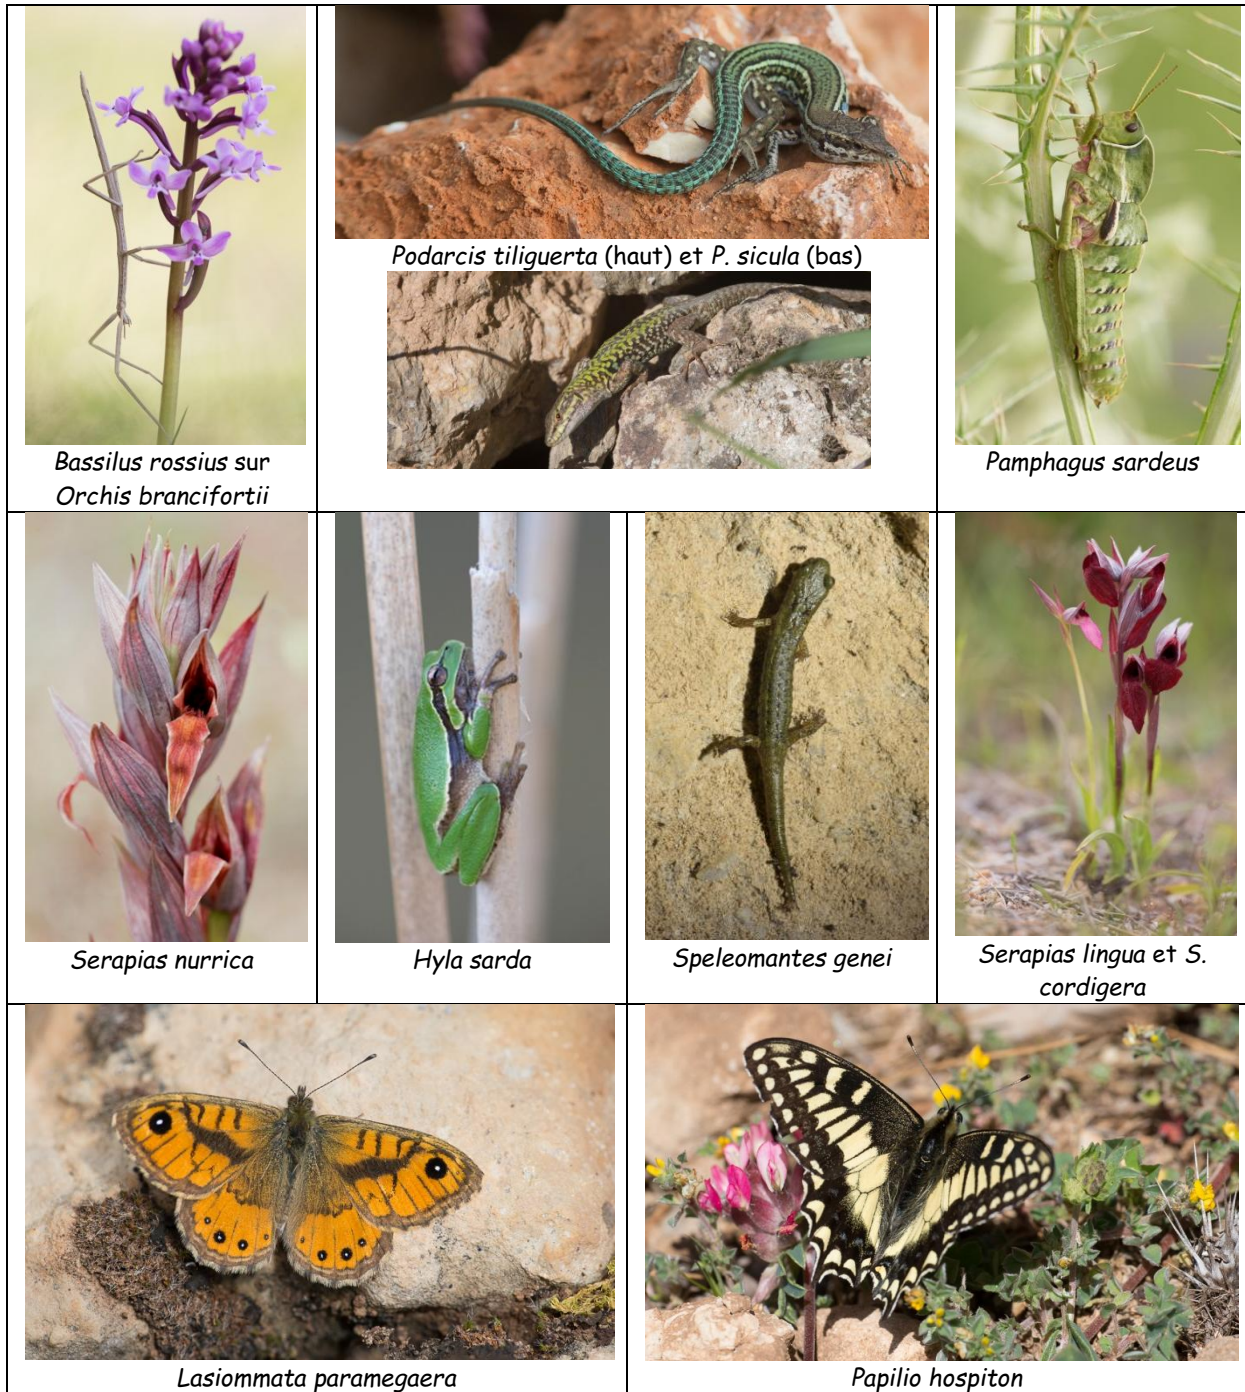 Podarcis tiliguerta (haut) et P. sicula (bas)
Bassilus rossius sur
Orchis brancifortii
Pamphagus sardeus
Serapias nurrica
Hyla sarda
Speleomantes genei
Serapias lingua et S.
cordigera
Lasiommata paramegaera
Papilio hospiton